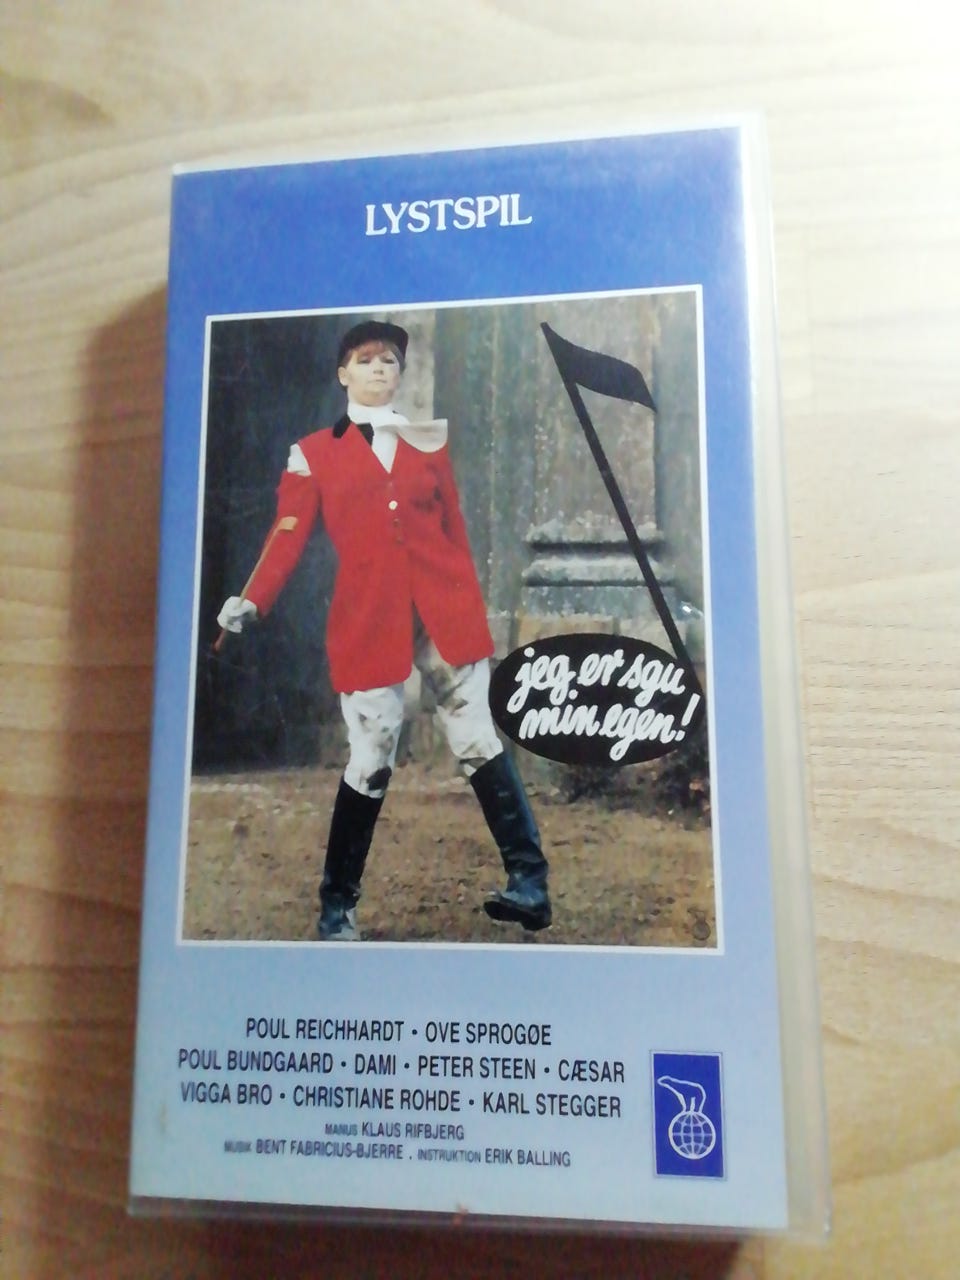 LYSTSPIL
jeg er sgu
min egen!
POUL REICHHARDT • OVE SPROGØE
POUL BUNDGAARD • DAMI • PETER STEEN • CÆSAR
VIGGA BRO • CHRISTIANE ROHDE • KARL STEGGER
MANUS KLAUS RIFBJERG
MUSIK BENT FABRICIUS-BJERRE . INSTRUKTION ERIK BALLING